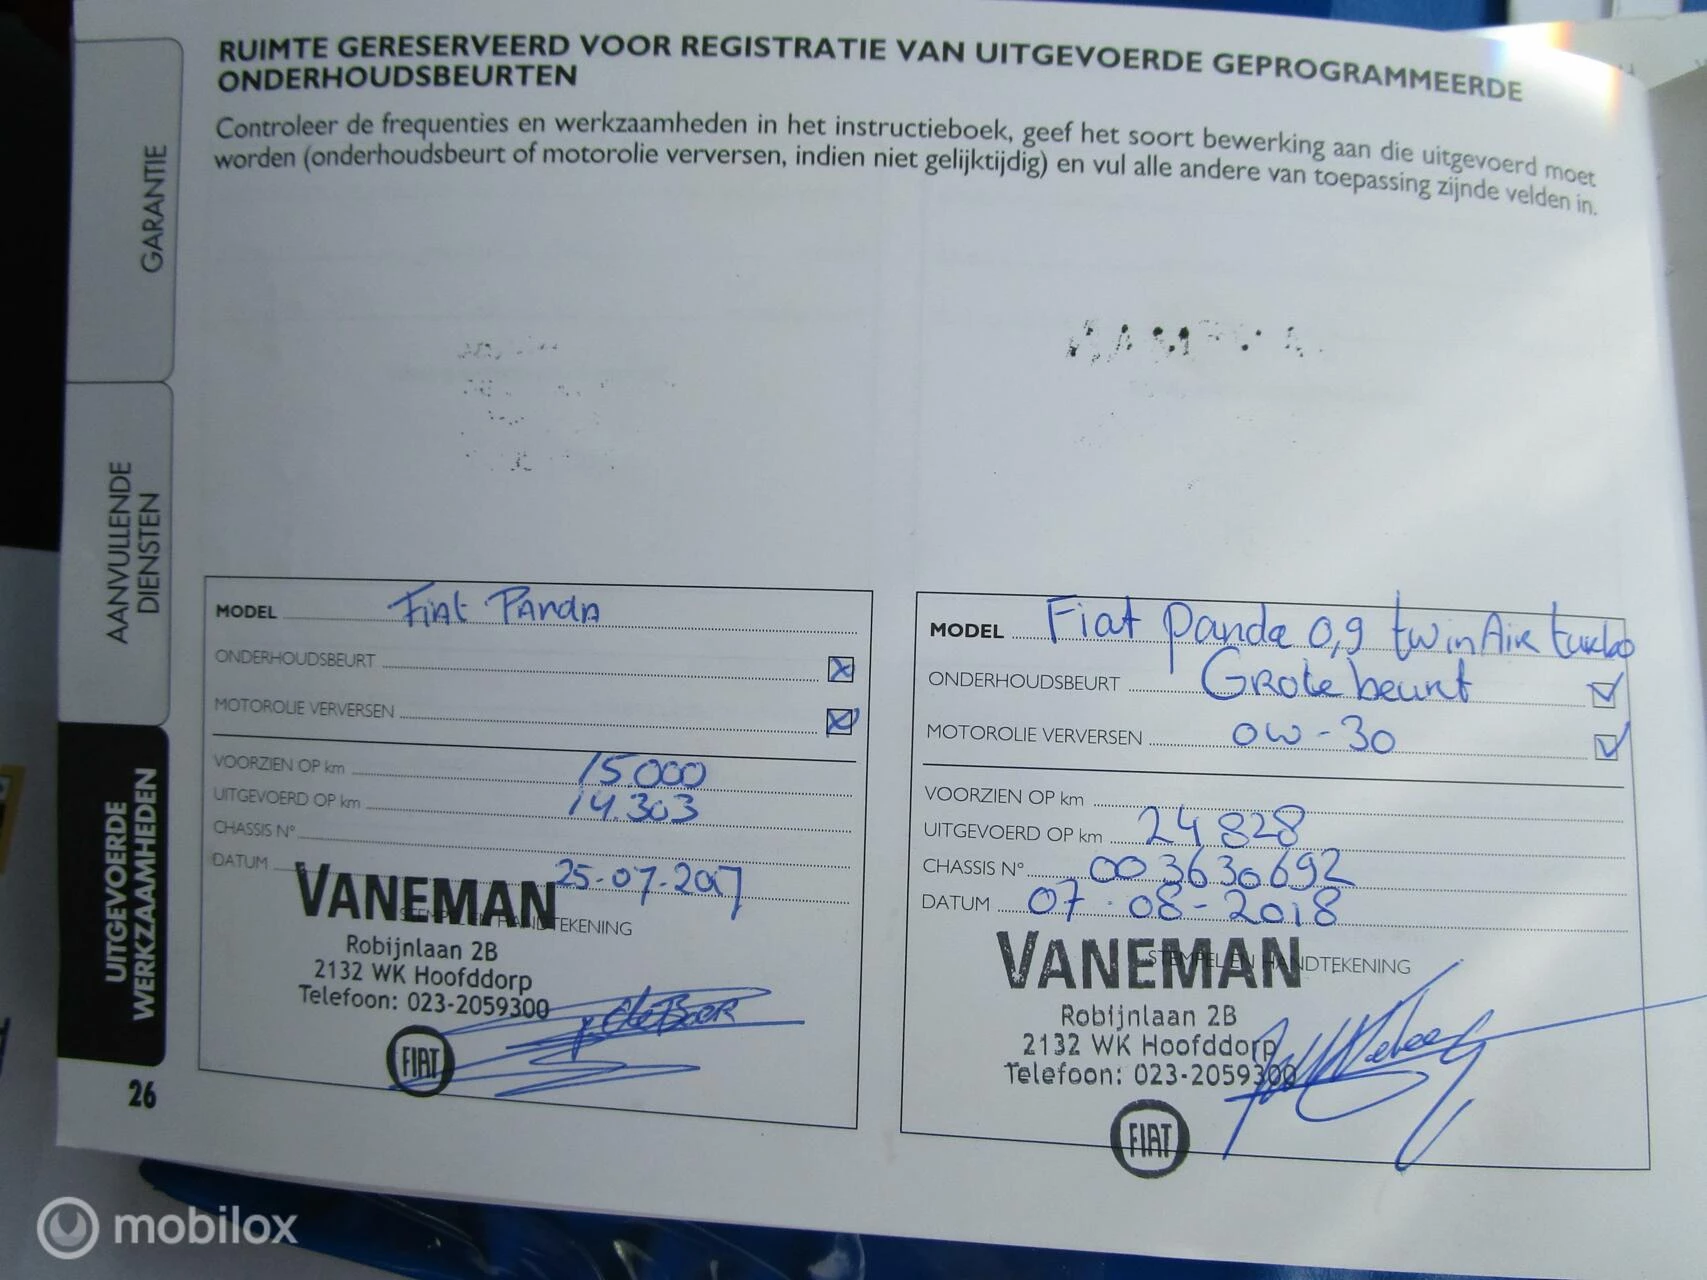 RUIMTE GERESERVEERD VOOR REGISTRATIE VAN UITGEVOERDE GEPROGRAMMEERDE
ONDERHOUDSBEURTEN
Controleer de frequenties en werkzaamheden in het instructieboek, geef het soort bewerking aan die uitgevoerd moet
worden (onderhoudsbeurt of motorolie verversen, indien niet gelijktijdig) en vul alle andere van toepassing zijnde velden in.
GARANTIE
AANVULLENDE
DIENSTEN
UITGEVOERDE
WERKZAAMHEDEN
26
MODEL Fiat Panda
ONDERHOUDSBEURT
MOTOROLIE VERVERSEN
VOORZIEN OP km 15.000
UITGEVOERD OP km 14.303
CHASSIS N°
DATUM 25-07-2017
STEMPEL EN HANDTEKENING
VANEMAN
Robijnlaan 2B
2132 WK Hoofddorp
Telefoon: 023-2059300
FIAT
MODEL Fiat Panda 0,9 twinAir turbo
ONDERHOUDSBEURT Grote beurt
MOTOROLIE VERVERSEN 0W-30
VOORZIEN OP km
UITGEVOERD OP km 24828
CHASSIS N° 003630692
DATUM 07-08-2018
STEMPEL EN HANDTEKENING
VANEMAN
Robijnlaan 2B
2132 WK Hoofddorp
Telefoon: 023-2059300
FIAT
mobilox